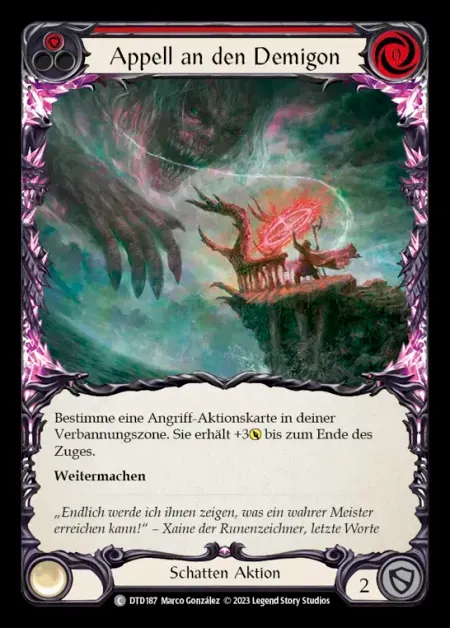 Appell an den Demigon
0
Bestimme eine Angriff-Aktionskarte in deiner
Verbannungszone. Sie erhält +3 bis zum Ende des
Zuges.
Weitermachen
„Endlich werde ich ihnen zeigen, was ein wahrer Meister
erreichen kann!“ – Xaine der Runenzeichner, letzte Worte
Schatten Aktion
2
C DTD187 Marco González © 2023 Legend Story Studios